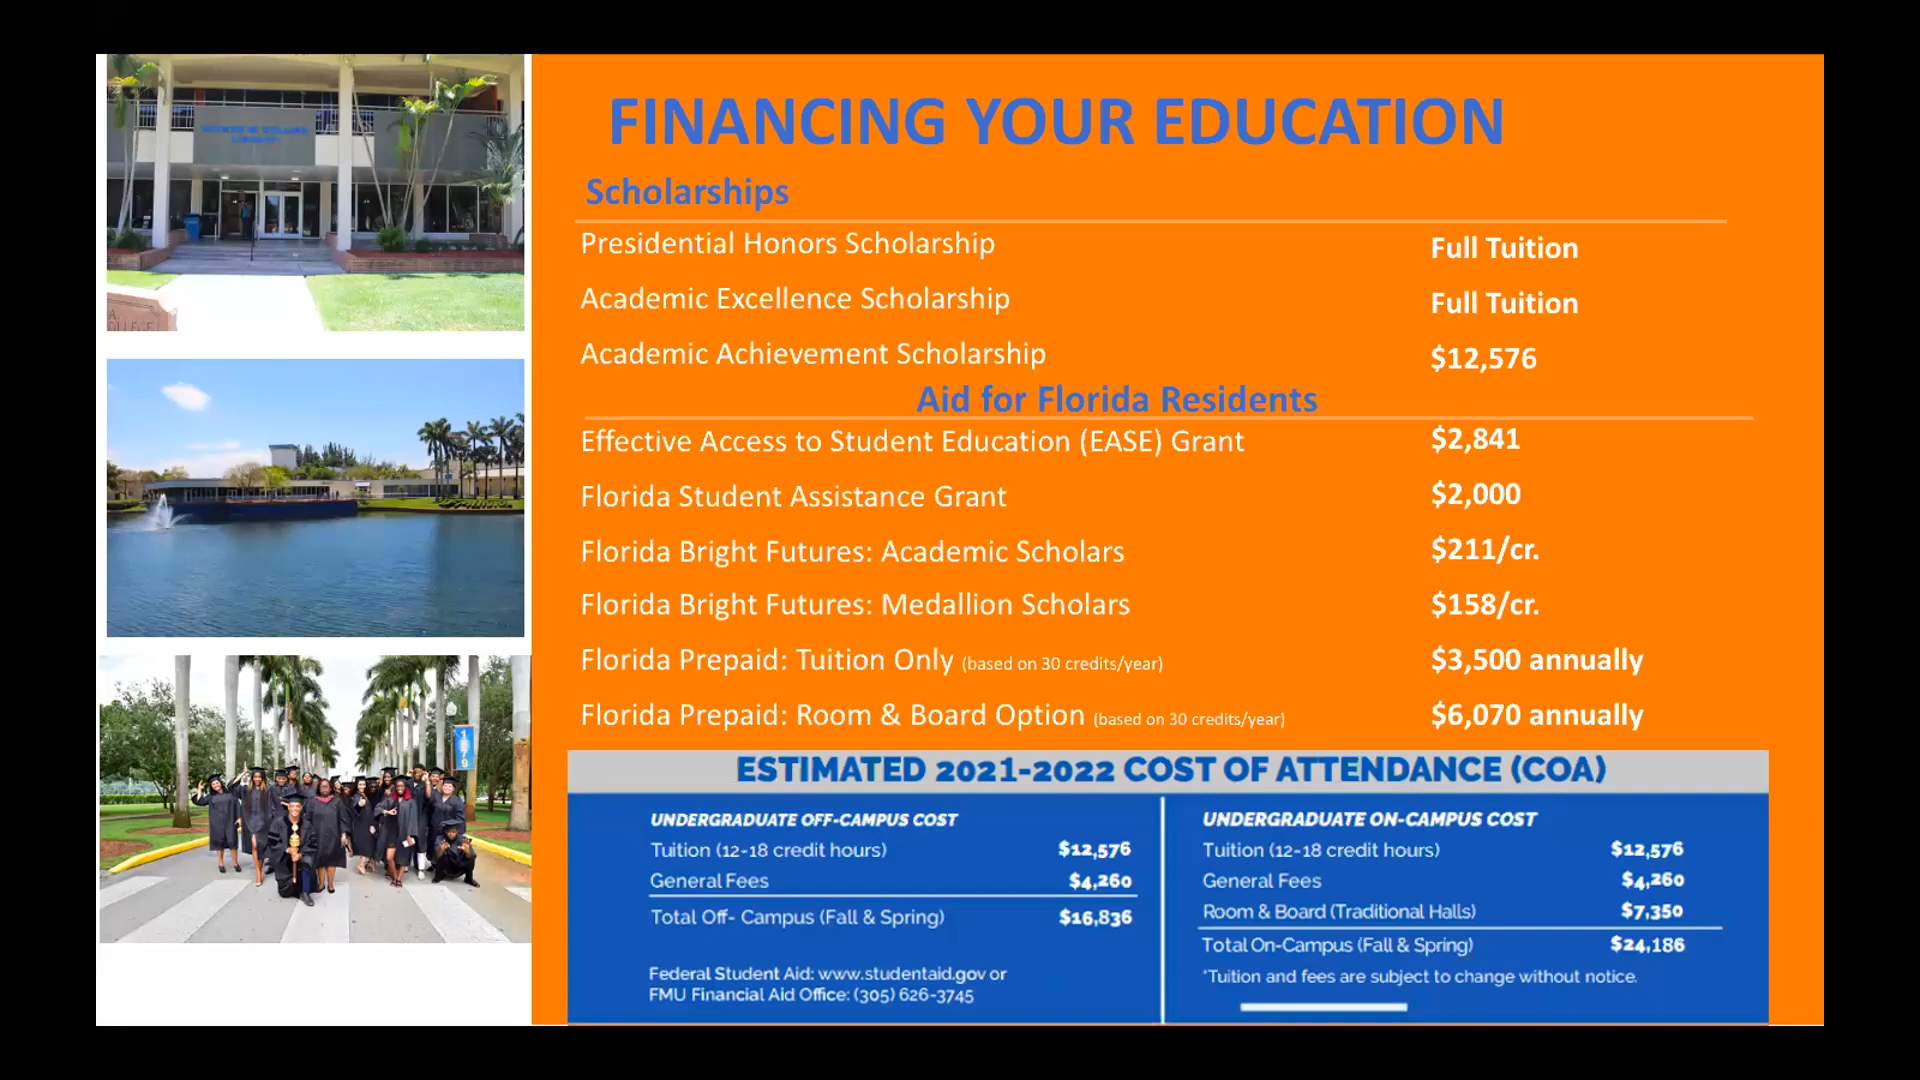 FINANCING YOUR EDUCATION
Scholarships
Presidential Honors Scholarship Full Tuition
Academic Excellence Scholarship Full Tuition
Academic Achievement Scholarship $12,576
Aid for Florida Residents
Effective Access to Student Education (EASE) Grant $2,841
Florida Student Assistance Grant $2,000
Florida Bright Futures: Academic Scholars $211/cr.
Florida Bright Futures: Medallion Scholars $158/cr.
Florida Prepaid: Tuition Only (based on 30 credits/year) $3,500 annually
Florida Prepaid: Room & Board Option (based on 30 credits/year) $6,070 annually
ESTIMATED 2021-2022 COST OF ATTENDANCE (COA)
UNDERGRADUATE OFF-CAMPUS COST
Tuition (12-18 credit hours) $12,576
General Fees $4,260
Total Off- Campus (Fall & Spring) $16,836
Federal Student Aid: www.studentaid.gov or
FMU Financial Aid Office: (305) 626-3745
UNDERGRADUATE ON-CAMPUS COST
Tuition (12-18 credit hours) $12,576
General Fees $4,260
Room & Board (Traditional Halls) $7,350
Total On-Campus (Fall & Spring) $24,186
*Tuition and fees are subject to change without notice.
1879